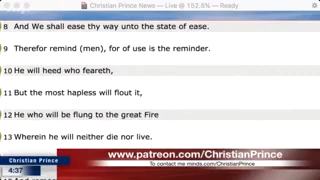 Christian Prince News — Live @ 152.8% — Ready
8 And We shall ease thy way unto the state of ease.
9 Therefor remind (men), for of use is the reminder.
10 He will heed who feareth,
11 But the most hapless will flout it,
12 He who will be flung to the great Fire
13 Wherein he will neither die nor live.
Christian Prince
www.patreon.com/ChristianPrince
4:37
To contact me minds.com/ChristianPrince